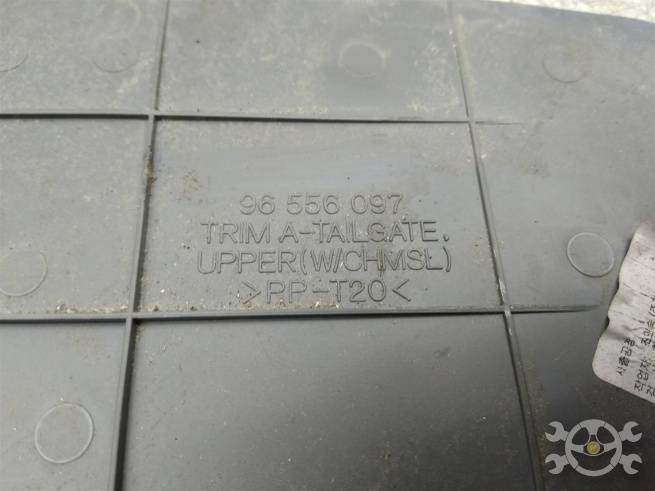 96 556 097
TRIM A-TAILGATE,
UPPER(W/CHMSL)
>PP-T20<